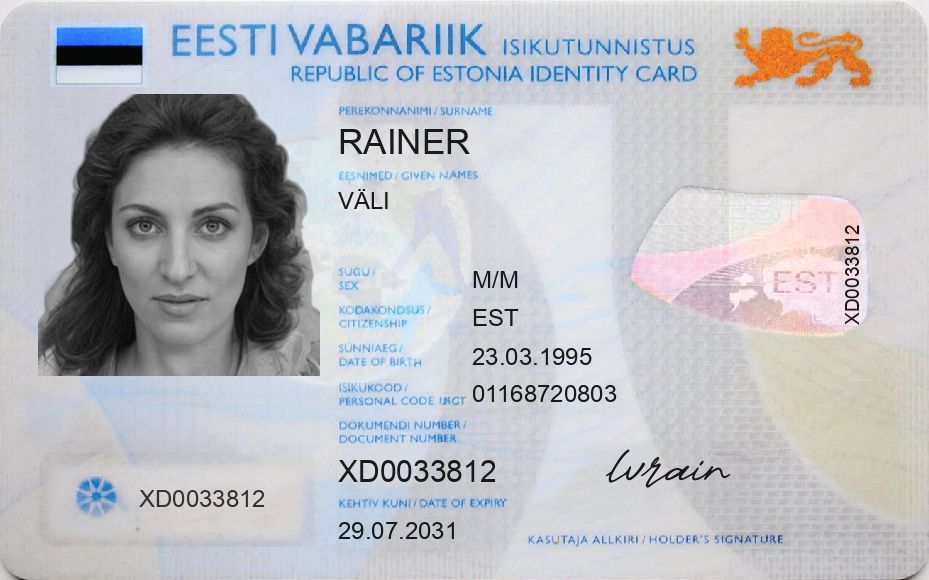 EESTI VABARIIK ISIKUTUNNISTUS
REPUBLIC OF ESTONIA IDENTITY CARD
PEREKONNANIMI / SURNAME
RAINER
EESNIMED / GIVEN NAMES
VÄLI
SUGU /
SEX
M/M
KODAKONDSUS /
CITIZENSHIP
EST
SÜNNIAEG /
DATE OF BIRTH
23.03.1995
ISIKUKOOD /
PERSONAL CODE
01168720803
DOKUMENDI NUMBER /
DOCUMENT NUMBER
XD0033812
KEHTIV KUNI / DATE OF EXPIRY
29.07.2031
XD0033812
EST
XD0033812
KASUTAJA ALLKIRI / HOLDER'S SIGNATURE